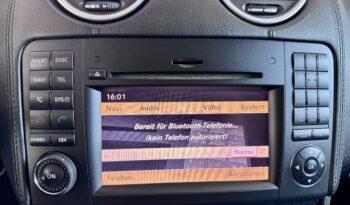 RADIO DISC
NAVI TEL
SYS
ON
16:01
Navi Audio Video System
Bereit für Bluetooth-Telefonie...
(kein Telefon autorisiert)
Name
Telefon Anruflisten